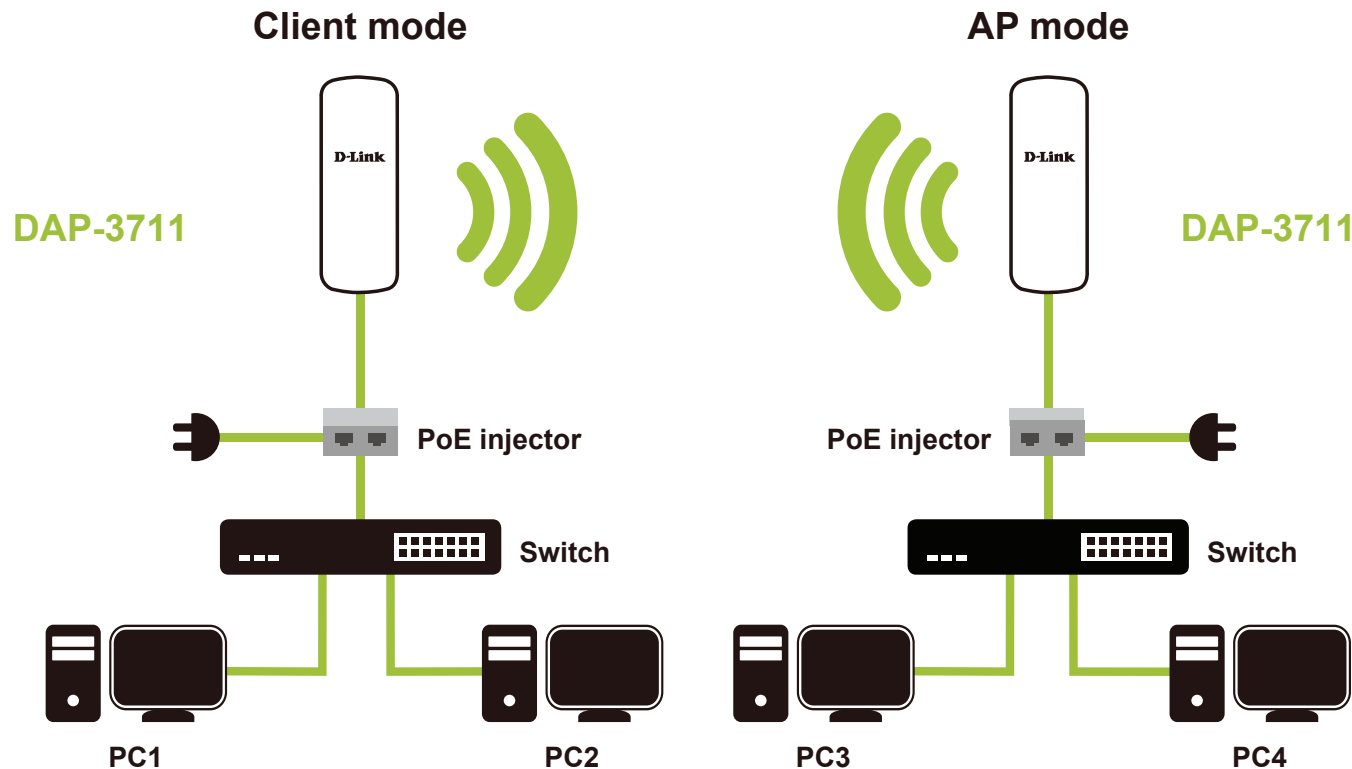 Client mode
AP mode
D-Link
D-Link
DAP-3711
DAP-3711
PoE injector
PoE injector
Switch
Switch
PC1
PC2
PC3
PC4